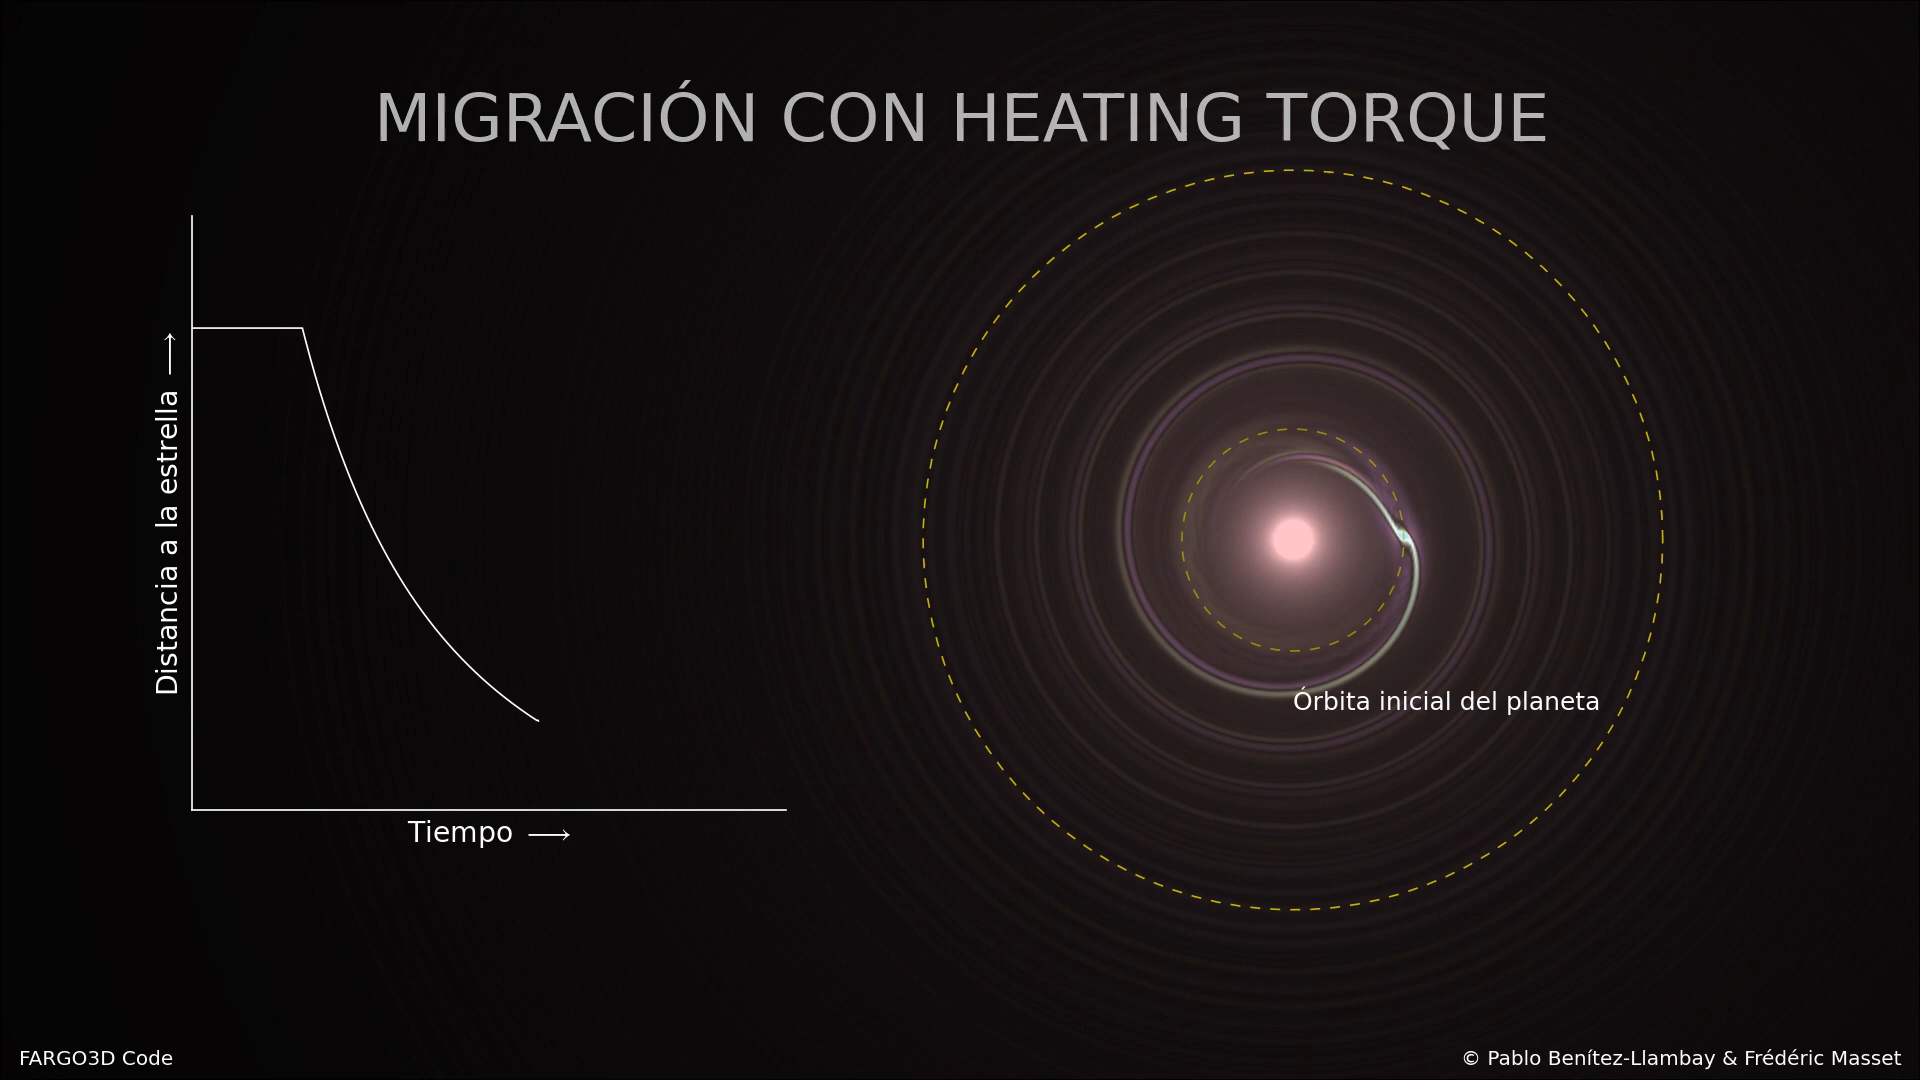 MIGRACIÓN CON HEATING TORQUE
Distancia a la estrella ⟶
Tiempo ⟶
Órbita inicial del planeta
FARGO3D Code
© Pablo Benítez-Llambay & Frédéric Masset